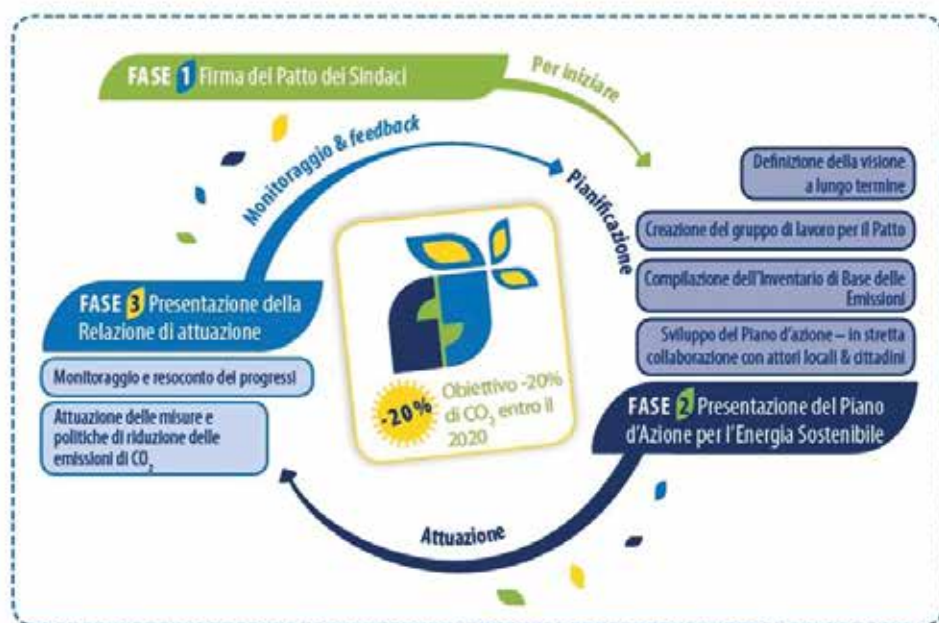 FASE 1 Firma del Patto dei Sindaci
Per iniziare
Monitoraggio & feedback
Pianificazione
Definizione della visione
a lungo termine
Creazione del gruppo di lavoro per il Patto
Compilazione dell'Inventario di Base delle
Emissioni
Sviluppo del Piano d'azione – in stretta
collaborazione con attori locali & cittadini
FASE 2 Presentazione del Piano
d'Azione per l'Energia Sostenibile
FASE 3 Presentazione della
Relazione di attuazione
Monitoraggio e resoconto dei progressi
Attuazione delle misure e
politiche di riduzione delle
emissioni di CO₂
-20%
Obiettivo -20%
di CO₂ entro il
2020
Attuazione